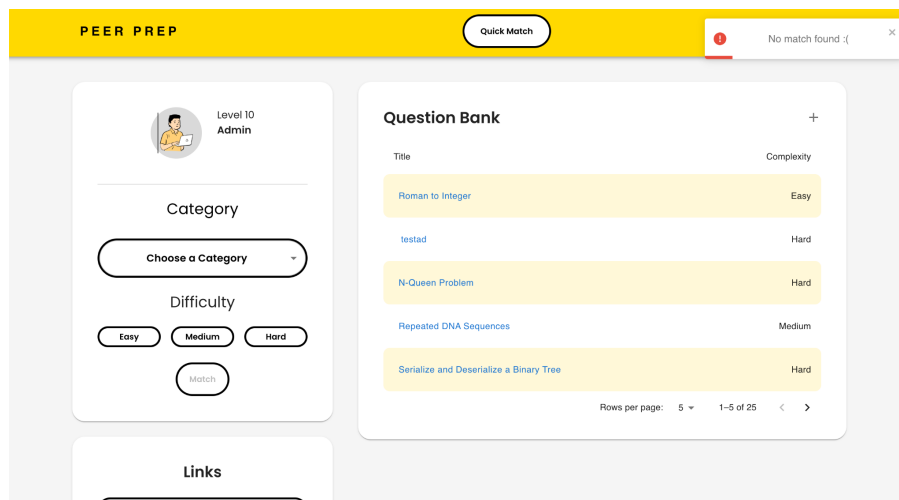 PEER PREP
Quick Match
No match found :(
Level 10
Admin
Category
Choose a Category
Difficulty
Easy
Medium
Hard
Match
Links
Question Bank
Title
Complexity
Roman to Integer
Easy
testad
Hard
N-Queen Problem
Hard
Repeated DNA Sequences
Medium
Serialize and Deserialize a Binary Tree
Hard
Rows per page: 5
1–5 of 25